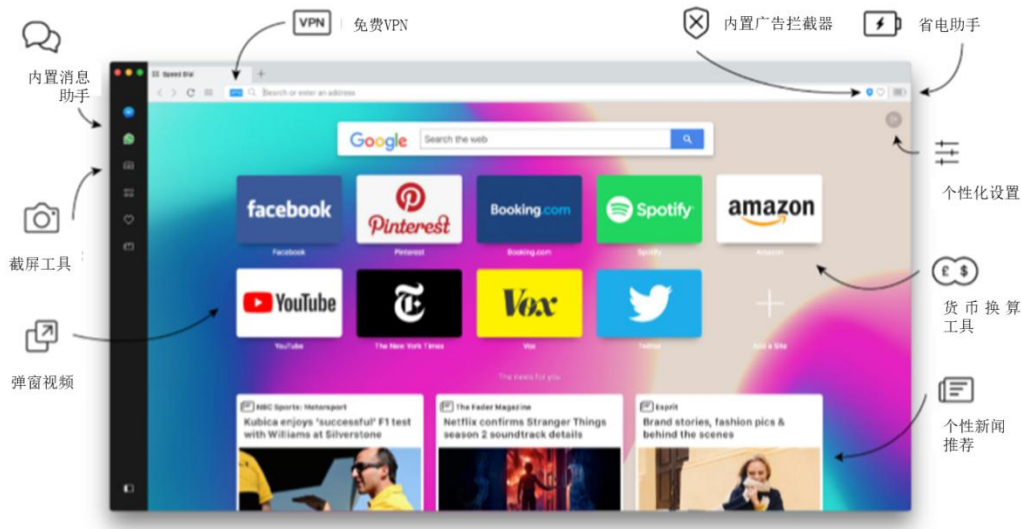 VPN
免费VPN
内置广告拦截器
省电助手
内置消息
助手
Speed Dial
VPN
Search or enter an address
Google
Search the web
个性化设置
截屏工具
facebook
Pinterest
Booking.com
Spotify
amazon
Facebook
Pinterest
Booking.com
Spotify
Amazon
£ $
货币换算
工具
YouTube
Vox
弹窗视频
YouTube
The New York Times
Vox
Twitter
Add a Site
The news for you
个性新闻
推荐
NBC Sports: Motorsport
The Fader Magazine
Esprit
Kubica enjoys 'successful' F1 test
with Williams at Silverstone
Netflix confirms Stranger Things
season 2 soundtrack details
Brand stories, fashion pics &
behind the scenes